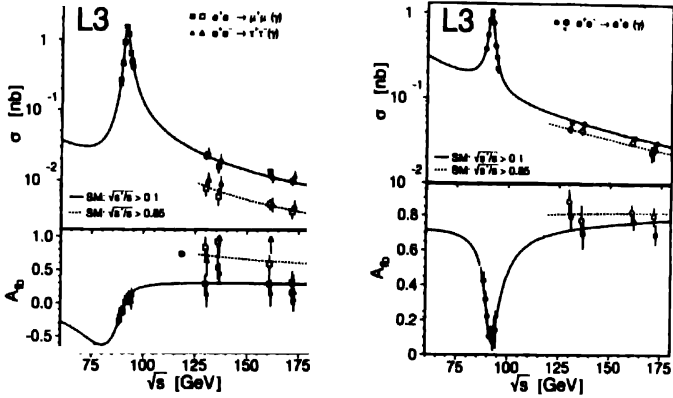 L3
e⁺e⁻ → μ⁺μ⁻(γ)
e⁺e⁻ → τ⁺τ⁻(γ)
1
10⁻¹
10⁻²
σ [nb]
SM: √s'/s > 0.1
SM: √s'/s > 0.85
1.0
0.5
0.0
-0.5
A_fb
75 100 125 150 175
√s [GeV]
L3
e⁺e⁻ → e⁺e⁻(γ)
1
10⁻¹
10⁻²
σ [nb]
SM: √s'/s > 0.1
SM: √s'/s > 0.85
0.8
0.6
0.4
0.2
0
A_fb
75 100 125 150 175
√s [GeV]